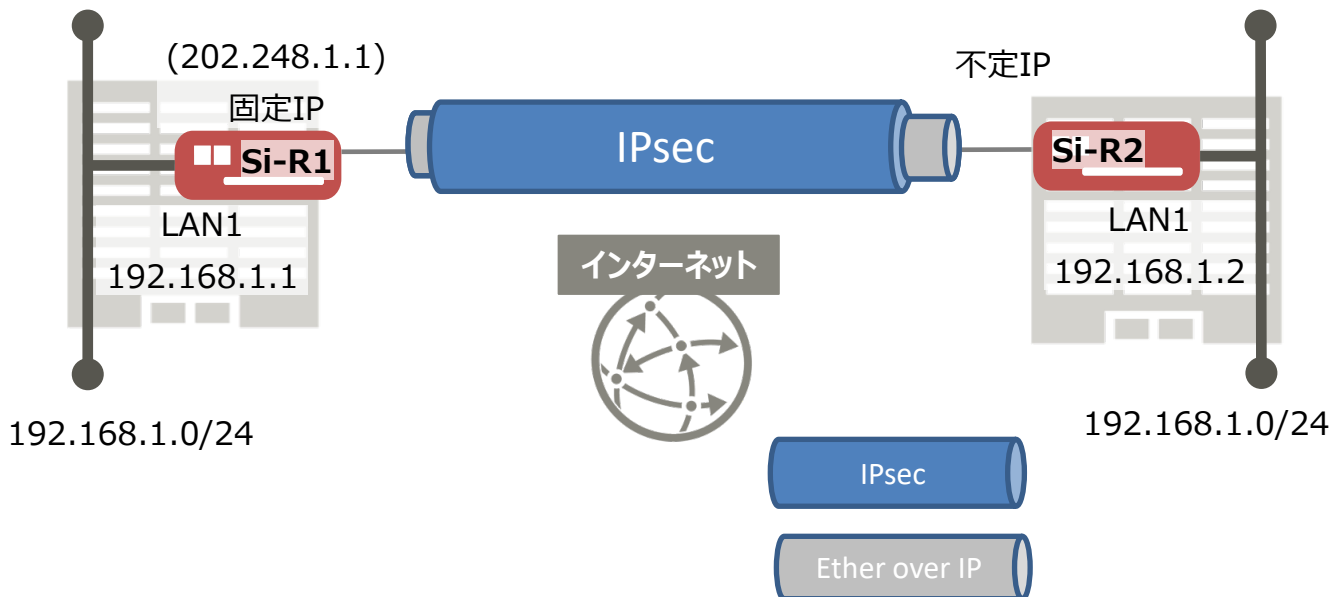 (202.248.1.1)
固定IP
不定IP
Si-R1
IPsec
Si-R2
LAN1
192.168.1.1
LAN1
192.168.1.2
インターネット
192.168.1.0/24
192.168.1.0/24
IPsec
Ether over IP